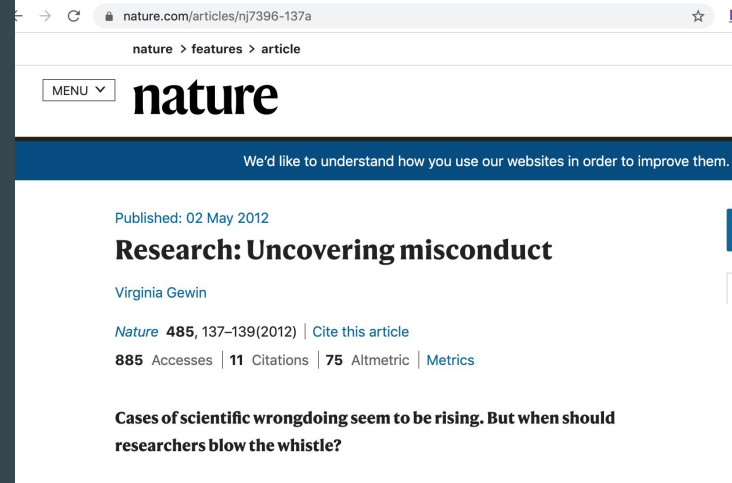 nature.com/articles/nj7396-137a
nature > features > article
MENU
nature
We'd like to understand how you use our websites in order to improve them.
Published: 02 May 2012
Research: Uncovering misconduct
Virginia Gewin
Nature 485, 137–139(2012) | Cite this article
885 Accesses | 11 Citations | 75 Altmetric | Metrics
Cases of scientific wrongdoing seem to be rising. But when should
researchers blow the whistle?